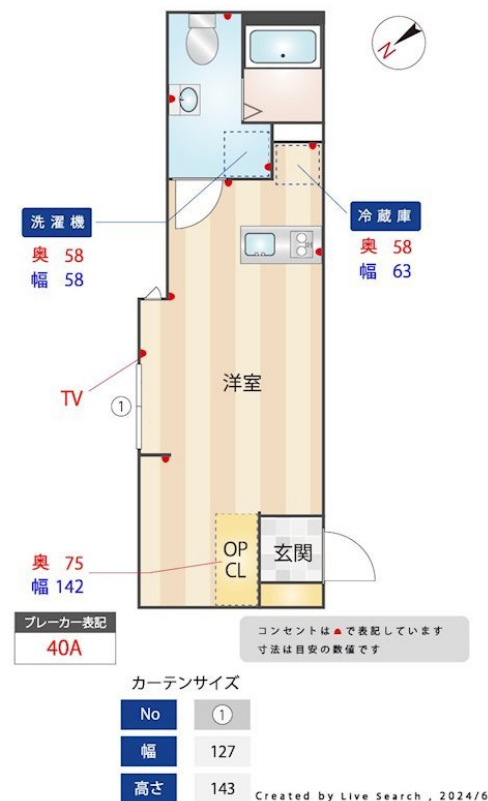 N
洗濯機
奥 58
幅 58
冷蔵庫
奥 58
幅 63
TV
①
洋室
OP
CL
玄関
奥 75
幅 142
ブレーカー表記
40A
コンセントは で表記しています
寸法は目安の数値です
カーテンサイズ
No ①
幅 127
高さ 143
Created by Live Search , 2024/6